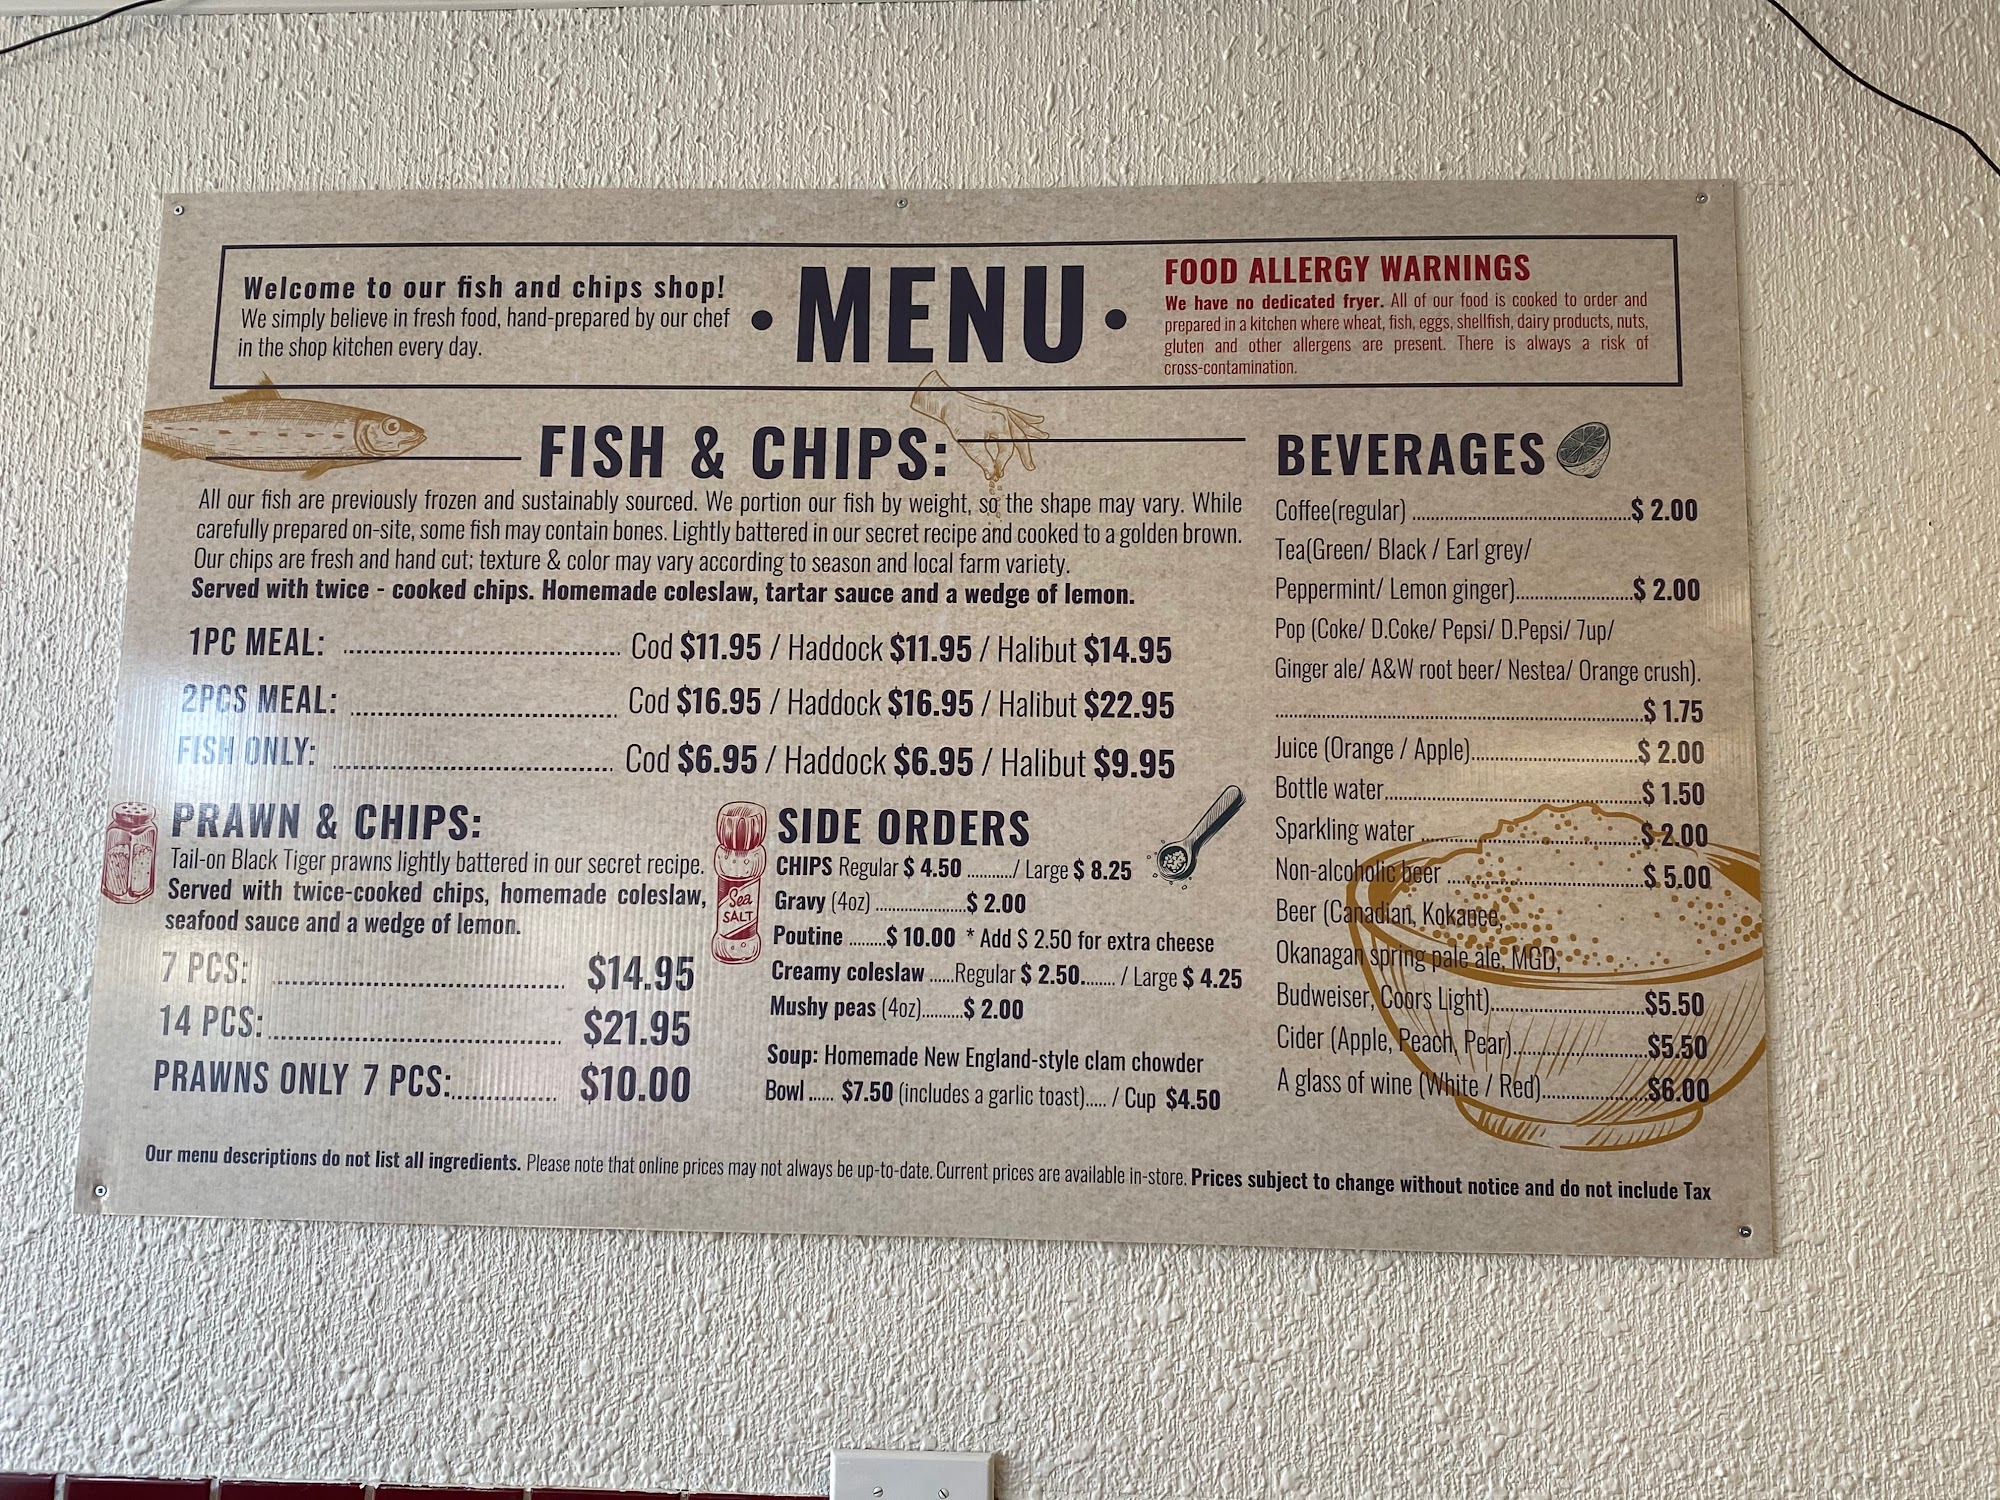 Welcome to our fish and chips shop!
We simply believe in fresh food, hand-prepared by our chef
in the shop kitchen every day.
• MENU •
FOOD ALLERGY WARNINGS
We have no dedicated fryer. All of our food is cooked to order and
prepared in a kitchen where wheat, fish, eggs, shellfish, dairy products, nuts,
gluten and other allergens are present. There is always a risk of
cross-contamination.
FISH & CHIPS:
All our fish are previously frozen and sustainably sourced. We portion our fish by weight, so the shape may vary. While
carefully prepared on-site, some fish may contain bones. Lightly battered in our secret recipe and cooked to a golden brown.
Our chips are fresh and hand cut; texture & color may vary according to season and local farm variety.
Served with twice - cooked chips. Homemade coleslaw, tartar sauce and a wedge of lemon.
1PC MEAL: ........ Cod $11.95 / Haddock $11.95 / Halibut $14.95
2PCS MEAL: ........ Cod $16.95 / Haddock $16.95 / Halibut $22.95
FISH ONLY: ........ Cod $6.95 / Haddock $6.95 / Halibut $9.95
PRAWN & CHIPS:
Tail-on Black Tiger prawns lightly battered in our secret recipe.
Served with twice-cooked chips, homemade coleslaw,
seafood sauce and a wedge of lemon.
7 PCS: ........ $14.95
14 PCS: ........ $21.95
PRAWNS ONLY 7 PCS: ........ $10.00
Sea
SALT
SIDE ORDERS
CHIPS Regular $ 4.50 ......../ Large $ 8.25
Gravy (4oz) ........$ 2.00
Poutine ........$ 10.00 * Add $ 2.50 for extra cheese
Creamy coleslaw ......Regular $ 2.50........ / Large $ 4.25
Mushy peas (4oz)........$ 2.00
Soup: Homemade New England-style clam chowder
Bowl ...... $7.50 (includes a garlic toast)..... / Cup $4.50
BEVERAGES
Coffee(regular) ........$ 2.00
Tea(Green/ Black / Earl grey/
Peppermint/ Lemon ginger)........$ 2.00
Pop (Coke/ D.Coke/ Pepsi/ D.Pepsi/ 7up/
Ginger ale/ A&W root beer/ Nestea/ Orange crush).
........$ 1.75
Juice (Orange / Apple)........$ 2.00
Bottle water........$ 1.50
Sparkling water ........$ 2.00
Non-alcoholic beer ........$ 5.00
Beer (Canadian, Kokanee,
Okanagan spring pale ale, MGD,
Budweiser, Coors Light)........$5.50
Cider (Apple, Peach, Pear)........$5.50
A glass of wine (White / Red)........$6.00
Our menu descriptions do not list all ingredients. Please note that online prices may not always be up-to-date. Current prices are available in-store. Prices subject to change without notice and do not include Tax